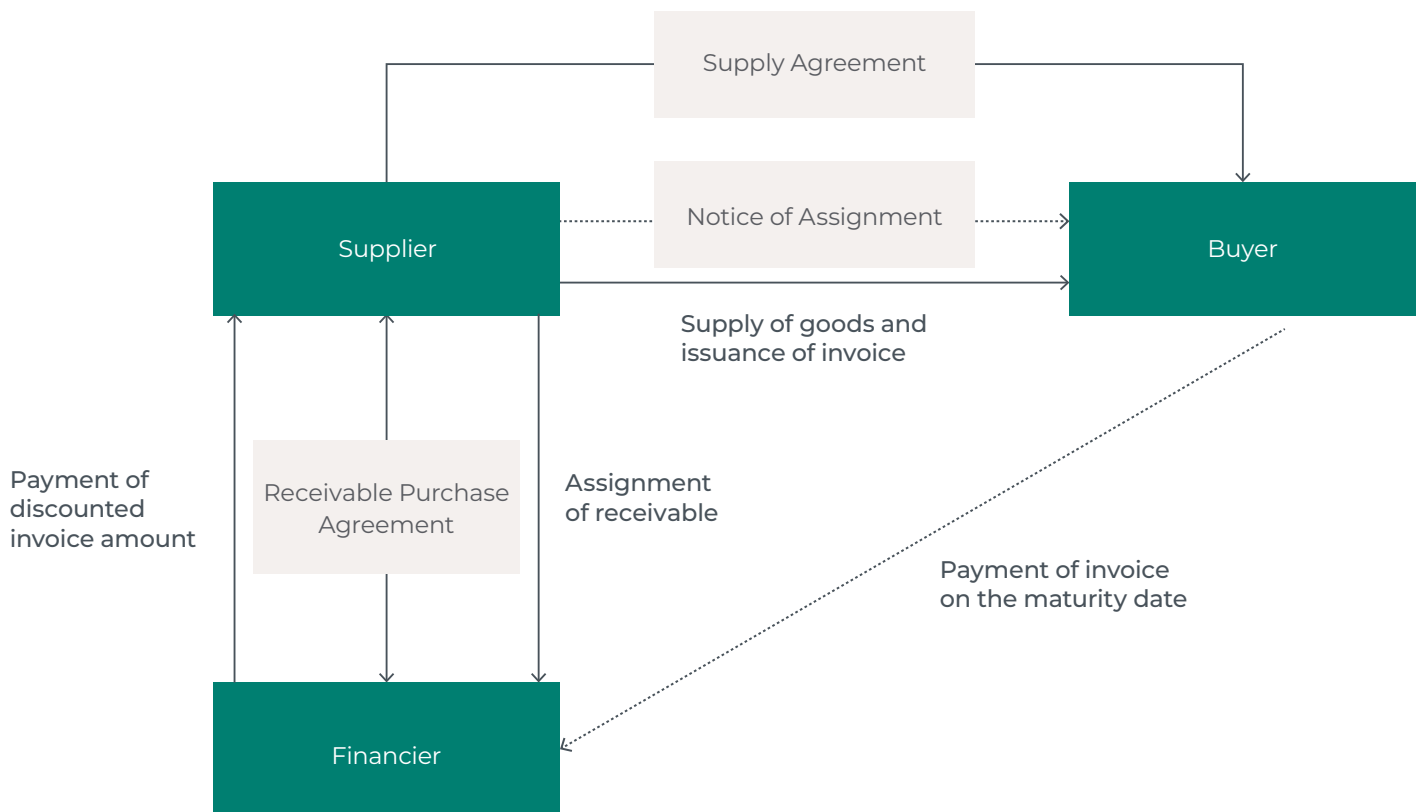 Supply Agreement
Notice of Assignment
Supplier
Buyer
Supply of goods and
issuance of invoice
Payment of
discounted
invoice amount
Receivable Purchase
Agreement
Assignment
of receivable
Payment of invoice
on the maturity date
Financier